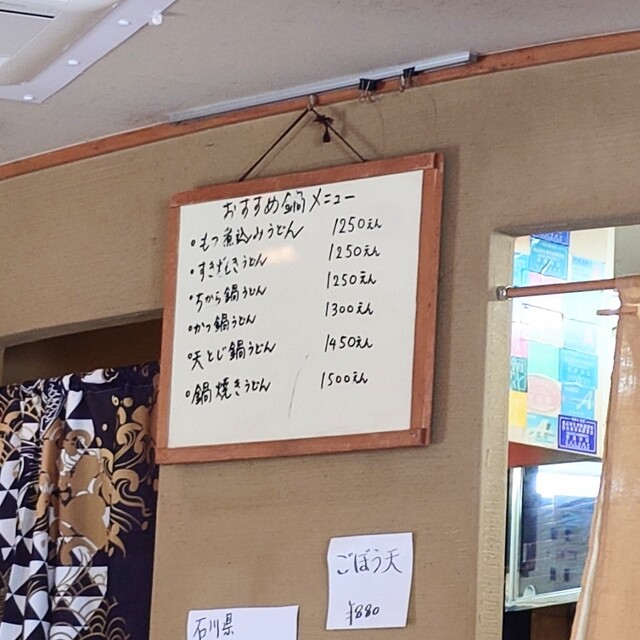 おすすめ鍋メニュー
•もつ煮込みうどん 1250えん
•すきやきうどん 1250えん
•ちから鍋うどん 1250えん
•かつ鍋うどん 1300えん
•天とじ鍋うどん 1450えん
•鍋焼きうどん 1500えん
ごぼう天
¥880
石川県